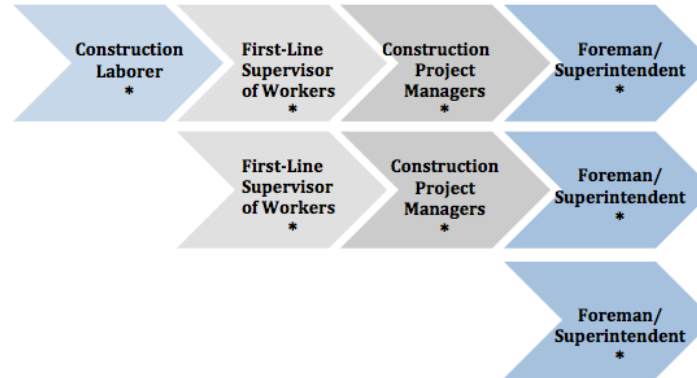 Construction
Laborer
*
First-Line
Supervisor
of Workers
*
Construction
Project
Managers
*
Foreman/
Superintendent
*
First-Line
Supervisor
of Workers
*
Construction
Project
Managers
*
Foreman/
Superintendent
*
Foreman/
Superintendent
*